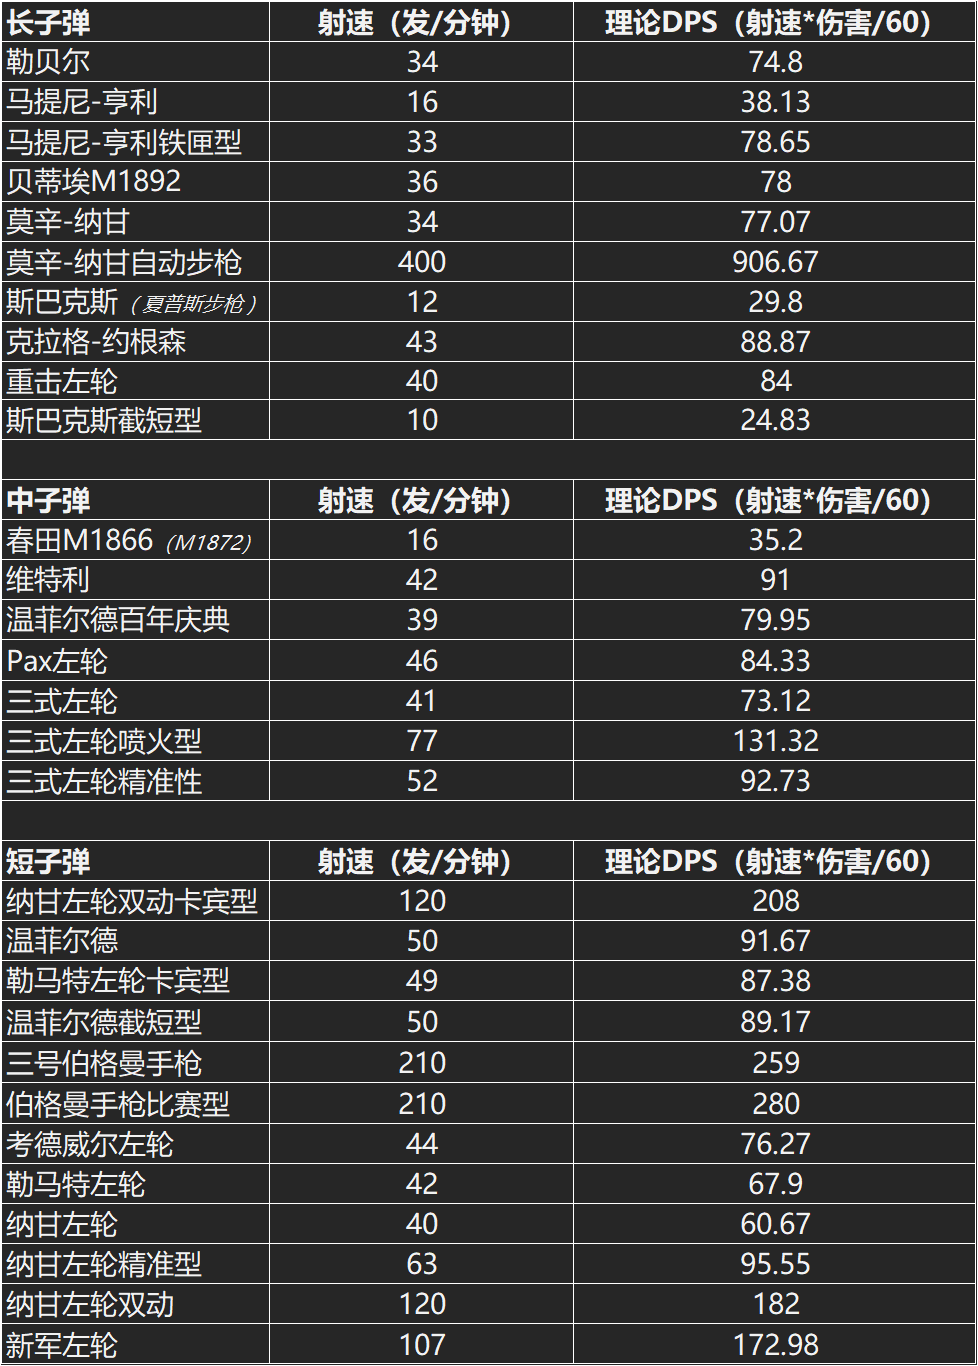 长子弹 射速（发/分钟） 理论DPS（射速*伤害/60）
勒贝尔 34 74.8
马提尼-亨利 16 38.13
马提尼-亨利铁匣型 33 78.65
贝蒂埃M1892 36 78
莫辛-纳甘 34 77.07
莫辛-纳甘自动步枪 400 906.67
斯巴克斯（夏普斯步枪） 12 29.8
克拉格-约根森 43 88.87
重击左轮 40 84
斯巴克斯截短型 10 24.83
中子弹 射速（发/分钟） 理论DPS（射速*伤害/60）
春田M1866（M1872） 16 35.2
维特利 42 91
温菲尔德百年庆典 39 79.95
Pax左轮 46 84.33
三式左轮 41 73.12
三式左轮喷火型 77 131.32
三式左轮精准性 52 92.73
短子弹 射速（发/分钟） 理论DPS（射速*伤害/60）
纳甘左轮双动卡宾型 120 208
温菲尔德 50 91.67
勒马特左轮卡宾型 49 87.38
温菲尔德截短型 50 89.17
三号伯格曼手枪 210 259
伯格曼手枪比赛型 210 280
考德威尔左轮 44 76.27
勒马特左轮 42 67.9
纳甘左轮 40 60.67
纳甘左轮精准型 63 95.55
纳甘左轮双动 120 182
新军左轮 107 172.98